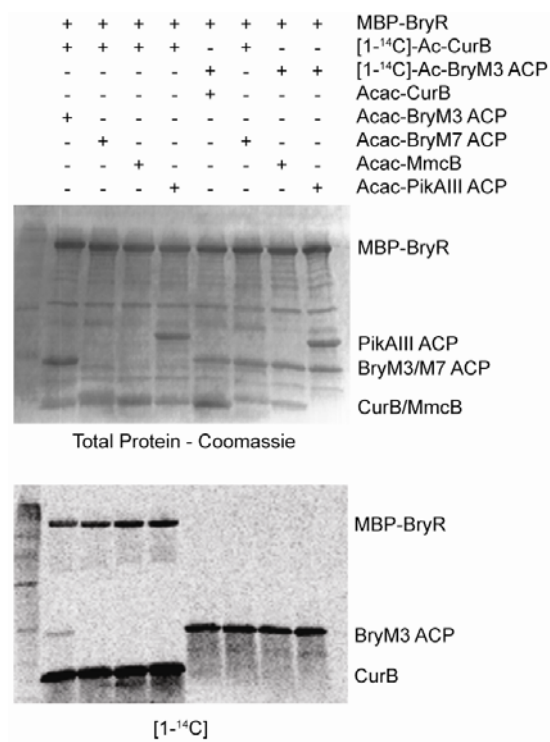 + + + + + + + + MBP-BryR
+ + + + - + - - [1-¹⁴C]-Ac-CurB
- - - - + - + + [1-¹⁴C]-Ac-BryM3 ACP
- - - - + - - - Acac-CurB
+ - - - - - - - Acac-BryM3 ACP
- + - - - + - - Acac-BryM7 ACP
- - + - - - + - Acac-MmcB
- - - + - - - + Acac-PikAIII ACP
MBP-BryR
PikAIII ACP
BryM3/M7 ACP
CurB/MmcB
Total Protein - Coomassie
MBP-BryR
BryM3 ACP
CurB
[1-¹⁴C]